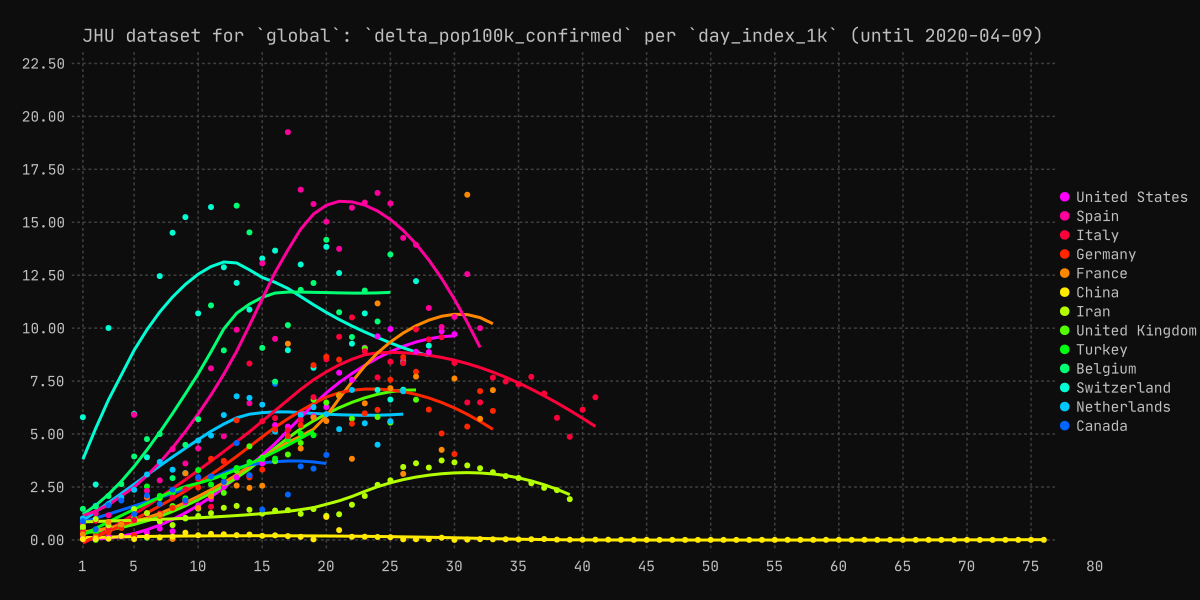 JHU dataset for `global`: `delta_pop100k_confirmed` per `day_index_1k` (until 2020-04-09)
22.50
20.00
17.50
15.00
12.50
10.00
7.50
5.00
2.50
0.00
1 5 10 15 20 25 30 35 40 45 50 55 60 65 70 75 80
United States
Spain
Italy
Germany
France
China
Iran
United Kingdom
Turkey
Belgium
Switzerland
Netherlands
Canada